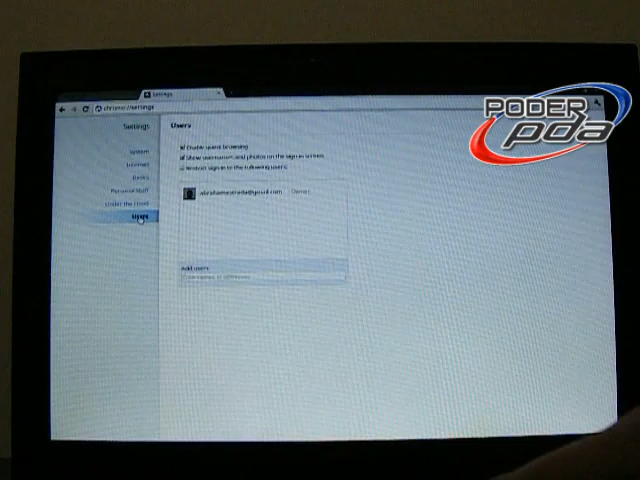 Settings
chrome://settings
PODER
pda
Settings
Users
System
Internet
Basics
Personal Stuff
Under the Hood
Users
Enable guest browsing
Show usernames and photos on the sign in screen
Restrict sign in to the following users:
Owner
Add users